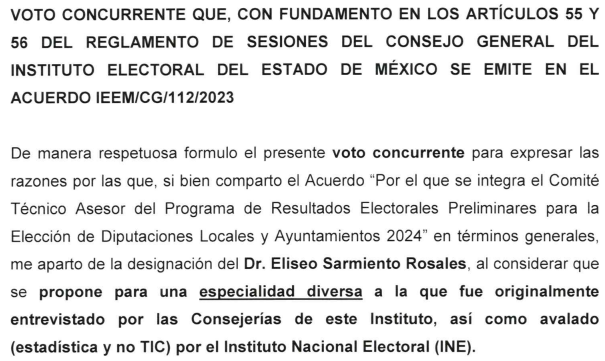 VOTO CONCURRENTE QUE, CON FUNDAMENTO EN LOS ARTÍCULOS 55 Y
56 DEL REGLAMENTO DE SESIONES DEL CONSEJO GENERAL DEL
INSTITUTO ELECTORAL DEL ESTADO DE MÉXICO SE EMITE EN EL
ACUERDO IEEM/CG/112/2023
De manera respetuosa formulo el presente voto concurrente para expresar las
razones por las que, si bien comparto el Acuerdo “Por el que se integra el Comité
Técnico Asesor del Programa de Resultados Electorales Preliminares para la
Elección de Diputaciones Locales y Ayuntamientos 2024” en términos generales,
me aparto de la designación del Dr. Eliseo Sarmiento Rosales, al considerar que
se propone para una especialidad diversa a la que fue originalmente
entrevistado por las Consejerías de este Instituto, así como avalado
(estadística y no TIC) por el Instituto Nacional Electoral (INE).